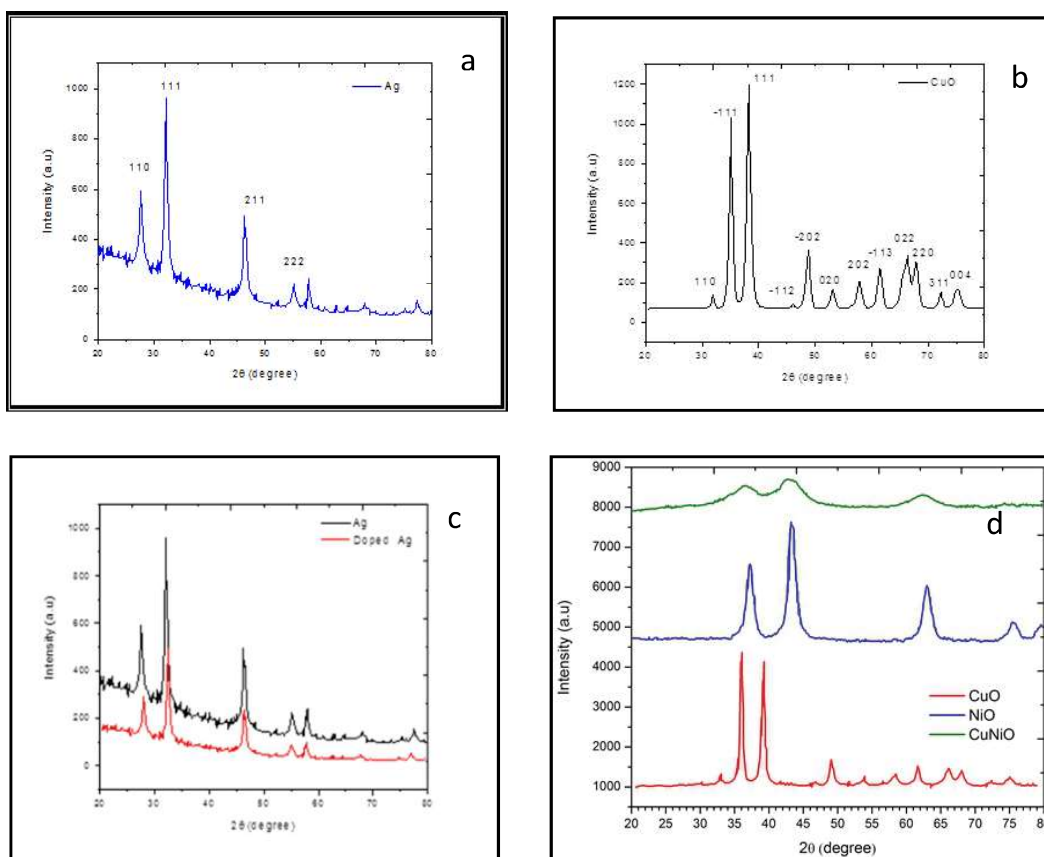 a
Ag
111
110
211
222
Intensity (a.u)
1000
800
600
400
200
0
20 30 40 50 60 70 80
2θ (degree)
b
CuO
111
-111
-202
022
-113
220
202
110
020
-112
311
004
Intensity (a.u)
1200
1000
800
600
400
200
0
20 30 40 50 60 70 80
2θ (degree)
c
Ag
Doped Ag
Intensity (a.u)
1000
800
600
400
200
0
20 30 40 50 60 70 80
2θ (degree)
d
CuO
NiO
CuNiO
Intensity (a.u)
9000
8000
7000
5000
4000
2000
1000
20 25 30 35 40 45 50 55 60 65 70 75 80
2θ (degree)